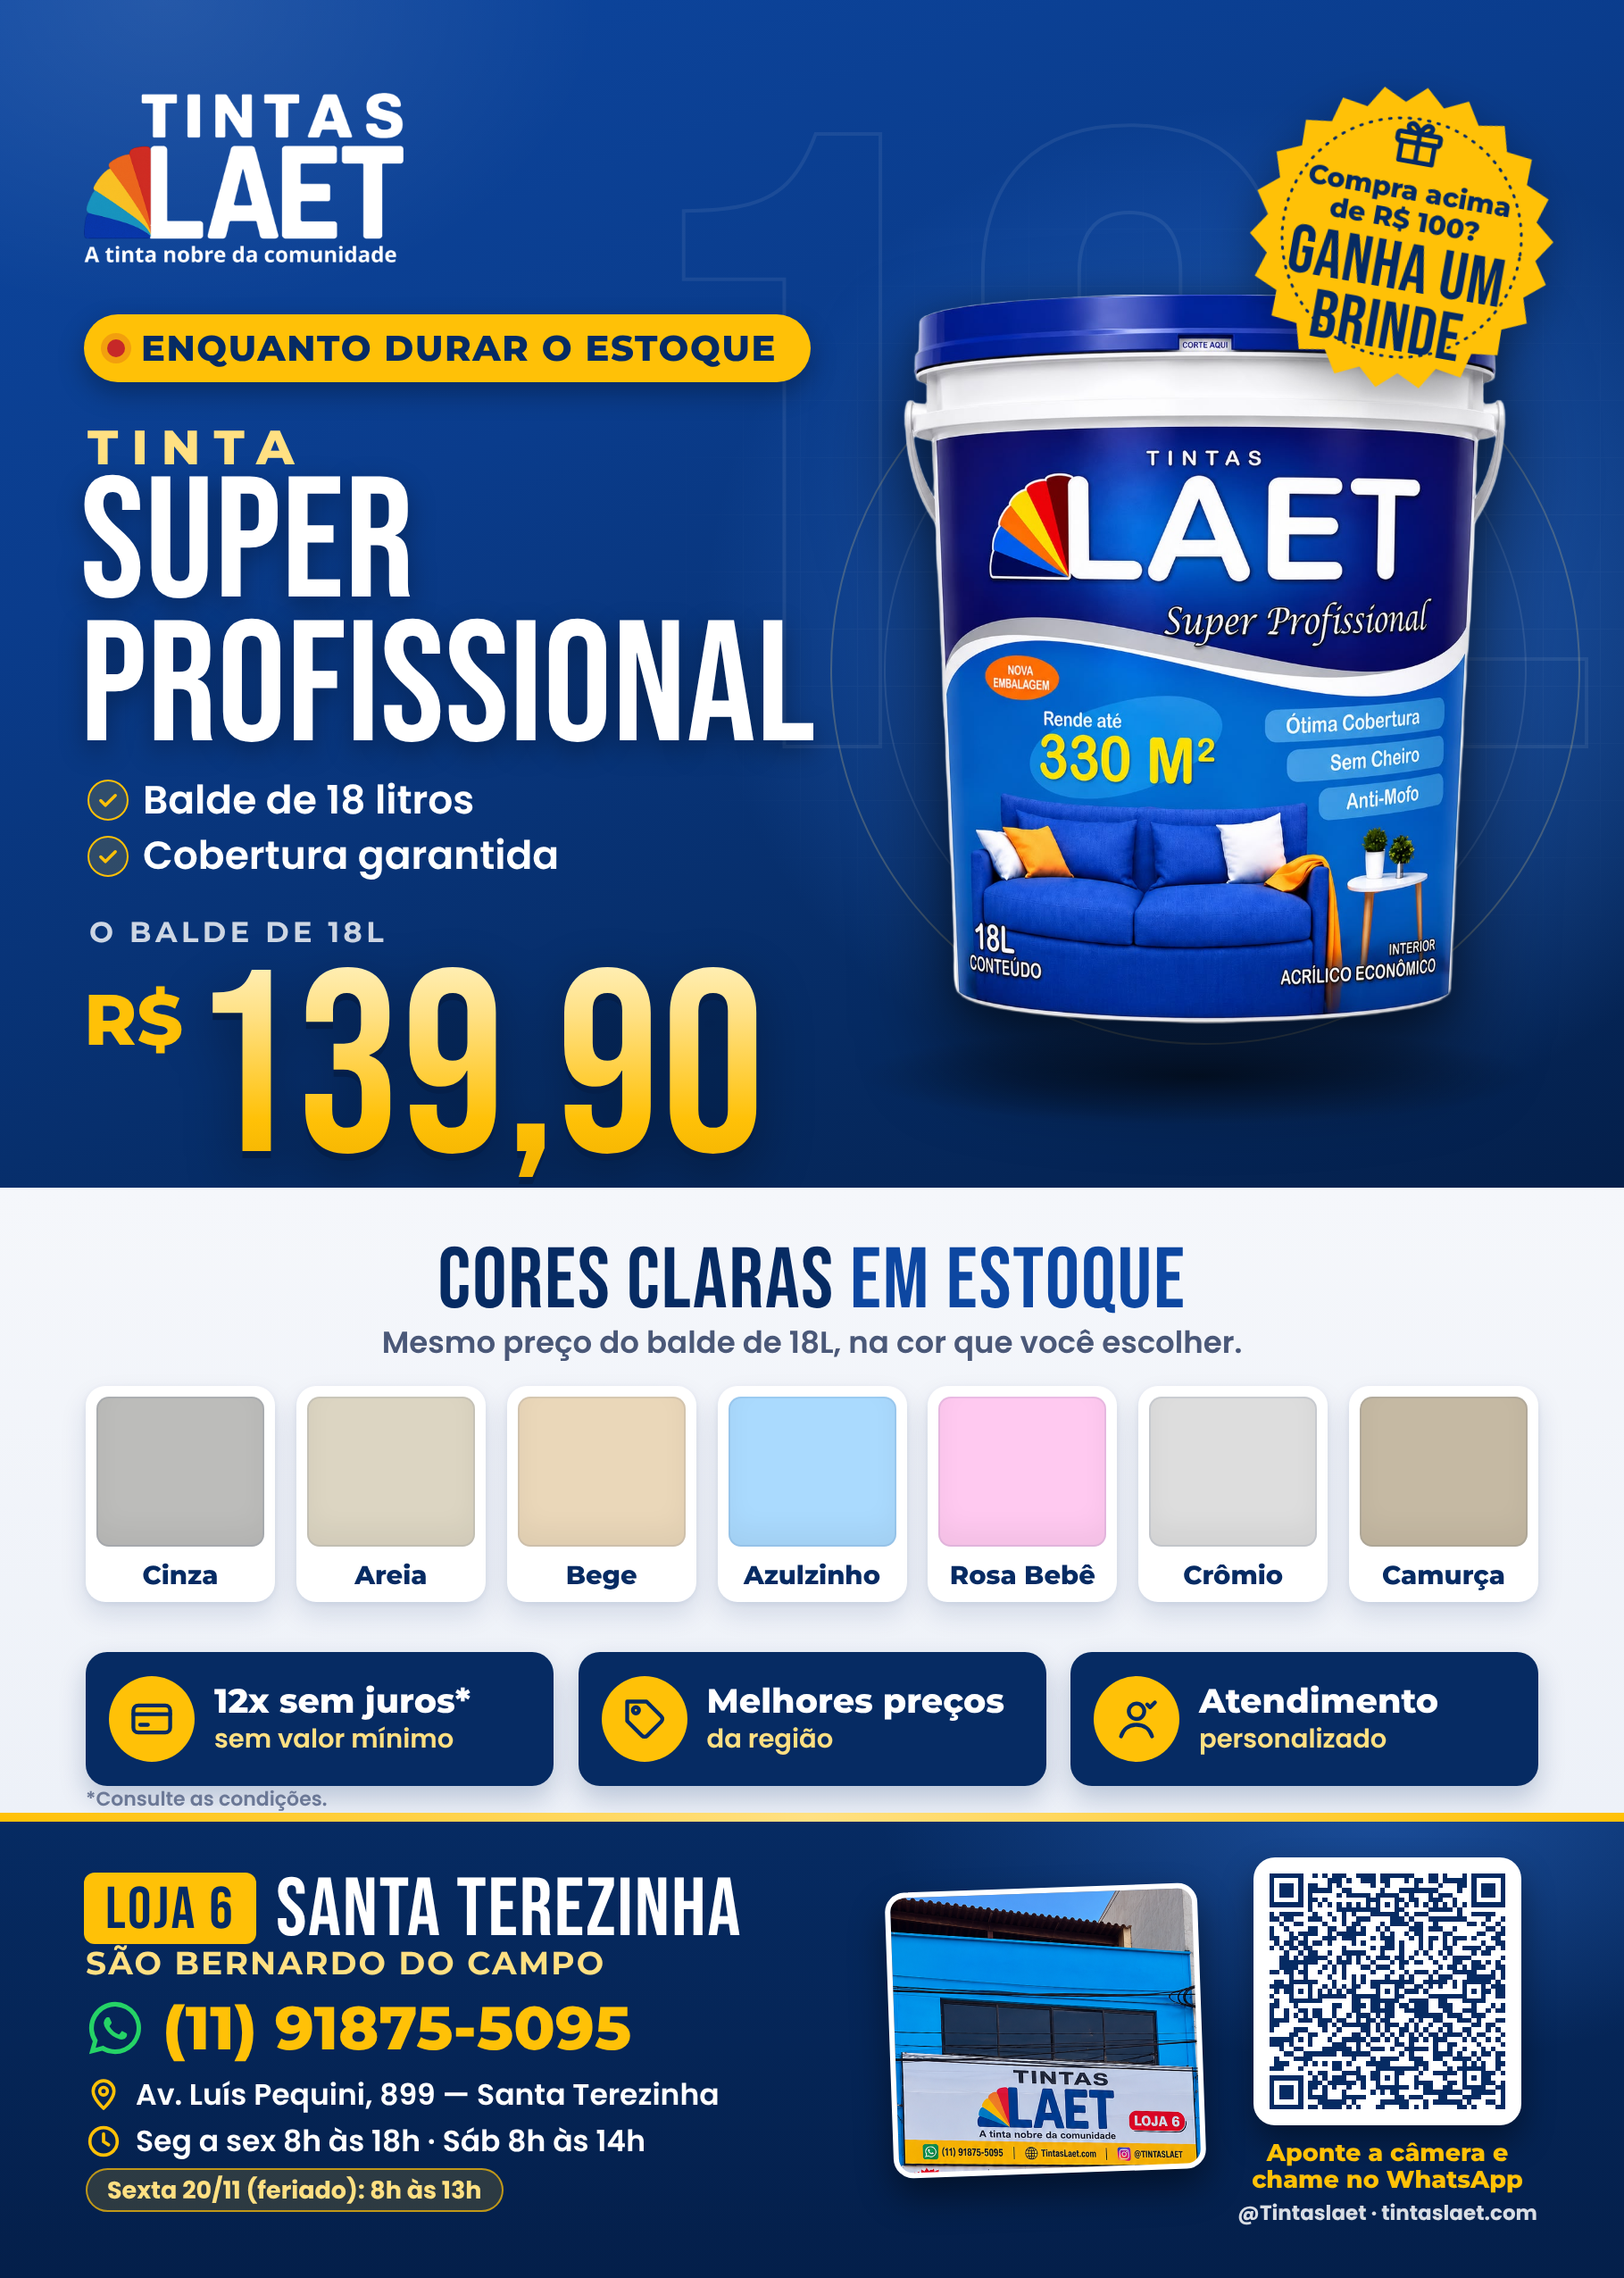 TINTAS
LAET
A tinta nobre da comunidade
Compra acima
de R$ 100?
GANHA UM
BRINDE
ENQUANTO DURAR O ESTOQUE
TINTA
SUPER
PROFISSIONAL
Balde de 18 litros
Cobertura garantida
O BALDE DE 18L
R$ 139,90
CORTE AQUI
TINTAS
LAET
Super Profissional
NOVA
EMBALAGEM
Rende até
330 M²
Ótima Cobertura
Sem Cheiro
Anti-Mofo
18L
CONTEÚDO
INTERIOR
ACRÍLICO ECONÔMICO
18L
CORES CLARAS EM ESTOQUE
Mesmo preço do balde de 18L, na cor que você escolher.
Cinza
Areia
Bege
Azulzinho
Rosa Bebê
Crômio
Camurça
12x sem juros*
sem valor mínimo
Melhores preços
da região
Atendimento
personalizado
*Consulte as condições.
LOJA 6 SANTA TEREZINHA
SÃO BERNARDO DO CAMPO
(11) 91875-5095
Av. Luís Pequini, 899 — Santa Terezinha
Seg a sex 8h às 18h · Sáb 8h às 14h
Sexta 20/11 (feriado): 8h às 13h
TINTAS
LAET
LOJA 6
A tinta nobre da comunidade
(11) 91875-5095 | TintasLaet.com | @TINTASLAET
Aponte a câmera e
chame no WhatsApp
@Tintaslaet · tintaslaet.com